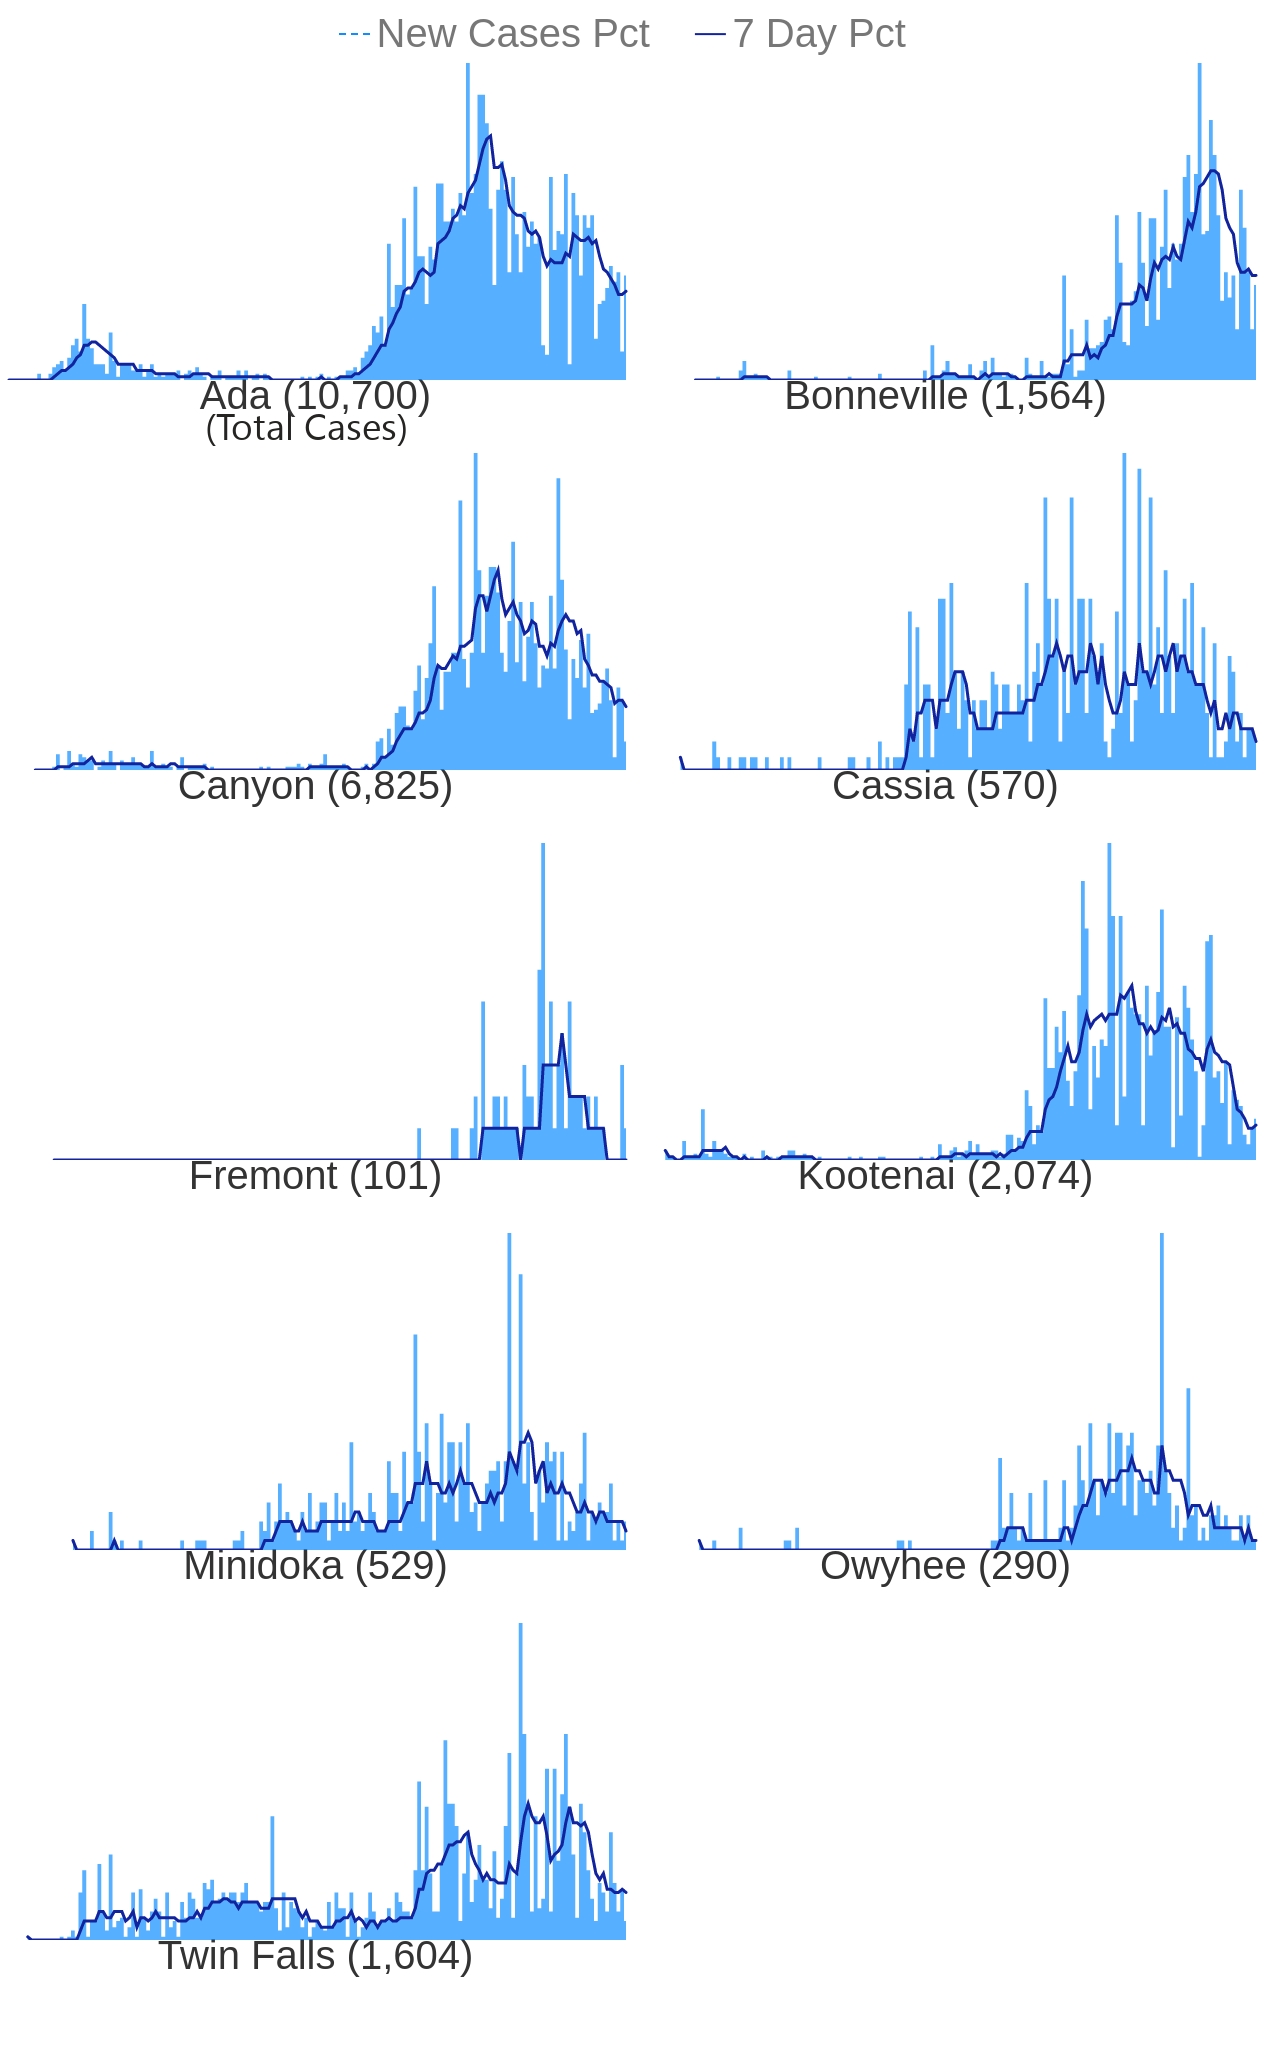 New Cases Pct 7 Day Pct
Ada (10,700)
(Total Cases)
Bonneville (1,564)
Canyon (6,825)
Cassia (570)
Fremont (101)
Kootenai (2,074)
Minidoka (529)
Owyhee (290)
Twin Falls (1,604)